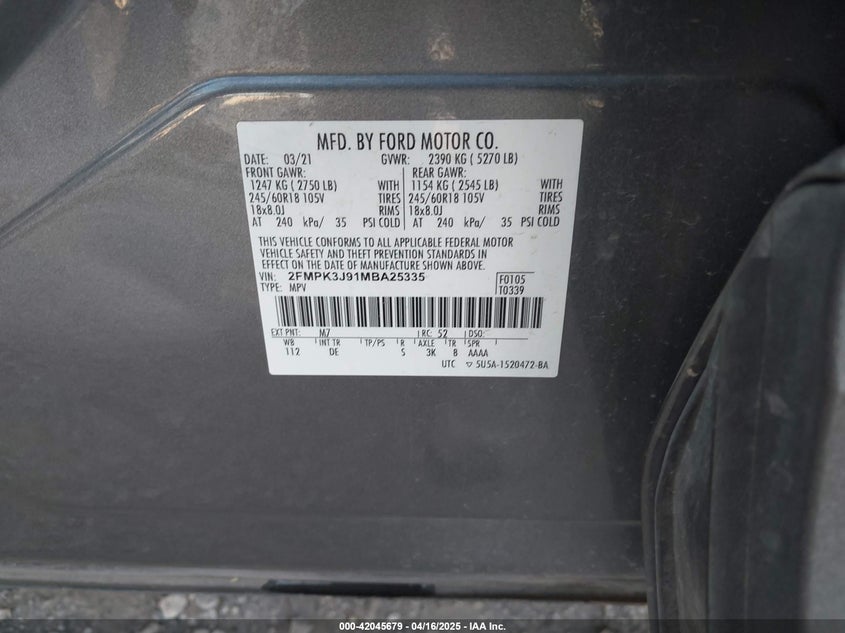 MFD. BY FORD MOTOR CO.
DATE: 03/21 GVWR: 2390 KG ( 5270 LB)
FRONT GAWR: REAR GAWR:
1247 KG ( 2750 LB) WITH 1154 KG ( 2545 LB) WITH
245/60R18 105V TIRES 245/60R18 105V TIRES
18x8.0J RIMS 18x8.0J RIMS
AT 240 kPa/ 35 PSI COLD AT 240 kPa/ 35 PSI COLD
THIS VEHICLE CONFORMS TO ALL APPLICABLE FEDERAL MOTOR
VEHICLE SAFETY AND THEFT PREVENTION STANDARDS IN
EFFECT ON THE DATE OF MANUFACTURE SHOWN ABOVE.
VIN: 2FMPK3J91MBA25335 F0105
TYPE: MPV T0339
EXT PNT: M7 RC: 52 DSO:
WB INT TR TP/PS R AXLE TR SPR
112 DE S 3K 8 AAAA
UTC ▽ 5U5A-1520472-BA
000-42045679 - 04/16/2025 - IAA Inc.